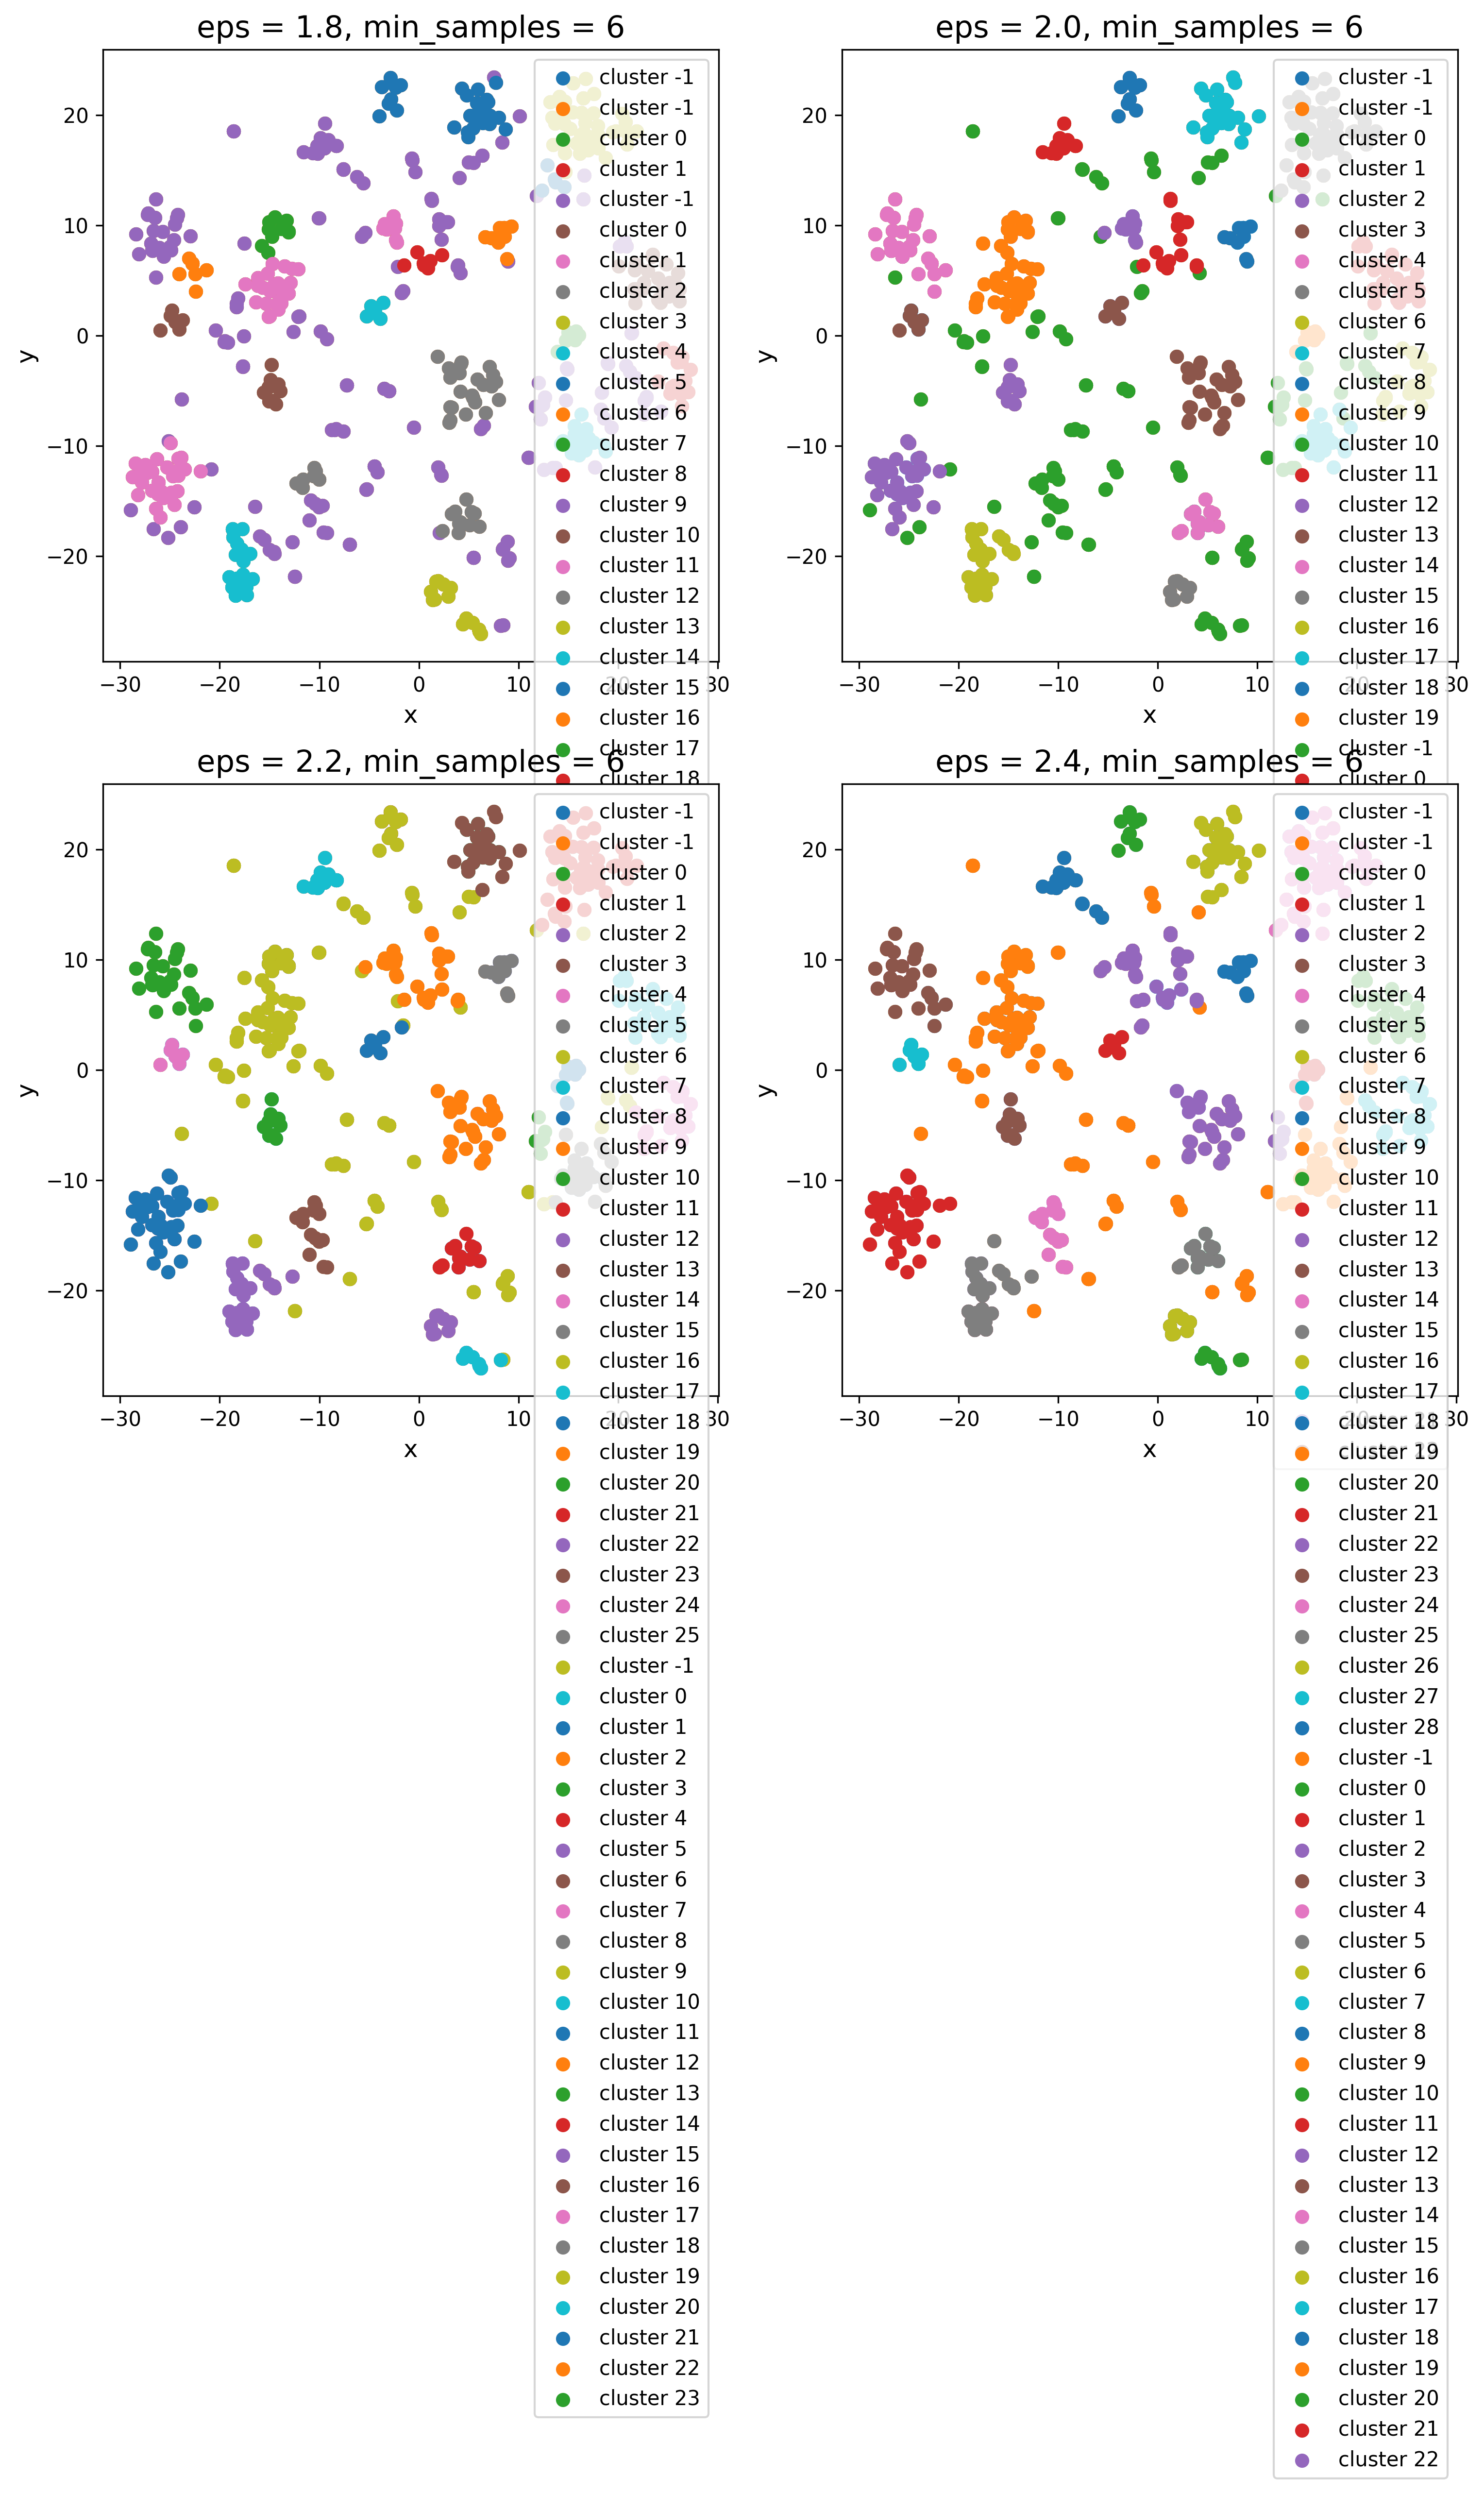 eps = 1.8, min_samples = 6
20
10
0
−10
−20
y
−30
−20
−10
0
10
30
x
cluster -1
cluster -1
cluster 0
cluster 1
cluster -1
cluster 0
cluster 1
cluster 2
cluster 3
cluster 4
cluster 5
cluster 6
cluster 7
cluster 8
cluster 9
cluster 10
cluster 11
cluster 12
cluster 13
cluster 14
cluster 15
cluster 16
cluster 17
cluster 18
eps = 2.0, min_samples = 6
20
10
0
−10
−20
y
−30
−20
−10
0
10
30
x
cluster -1
cluster -1
cluster 0
cluster 1
cluster 2
cluster 3
cluster 4
cluster 5
cluster 6
cluster 7
cluster 8
cluster 9
cluster 10
cluster 11
cluster 12
cluster 13
cluster 14
cluster 15
cluster 16
cluster 17
cluster 18
cluster 19
cluster -1
cluster 0
eps = 2.2, min_samples = 6
20
10
0
−10
−20
y
−30
−20
−10
0
10
20
30
x
cluster -1
cluster -1
cluster 0
cluster 1
cluster 2
cluster 3
cluster 4
cluster 5
cluster 6
cluster 7
cluster 8
cluster 9
cluster 10
cluster 11
cluster 12
cluster 13
cluster 14
cluster 15
cluster 16
cluster 17
cluster 18
cluster 19
cluster 20
cluster 21
cluster 22
cluster 23
cluster 24
cluster 25
cluster -1
cluster 0
cluster 1
cluster 2
cluster 3
cluster 4
cluster 5
cluster 6
cluster 7
cluster 8
cluster 9
cluster 10
cluster 11
cluster 12
cluster 13
cluster 14
cluster 15
cluster 16
cluster 17
cluster 18
cluster 19
cluster 20
cluster 21
cluster 22
cluster 23
eps = 2.4, min_samples = 6
20
10
0
−10
−20
y
−30
−20
−10
0
10
20
30
x
cluster -1
cluster -1
cluster 0
cluster 1
cluster 2
cluster 3
cluster 4
cluster 5
cluster 6
cluster 7
cluster 8
cluster 9
cluster 10
cluster 11
cluster 12
cluster 13
cluster 14
cluster 15
cluster 16
cluster 17
cluster 18
cluster 19
cluster 20
cluster 21
cluster 22
cluster 23
cluster 24
cluster 25
cluster 26
cluster 27
cluster 28
cluster -1
cluster 0
cluster 1
cluster 2
cluster 3
cluster 4
cluster 5
cluster 6
cluster 7
cluster 8
cluster 9
cluster 10
cluster 11
cluster 12
cluster 13
cluster 14
cluster 15
cluster 16
cluster 17
cluster 18
cluster 19
cluster 20
cluster 21
cluster 22